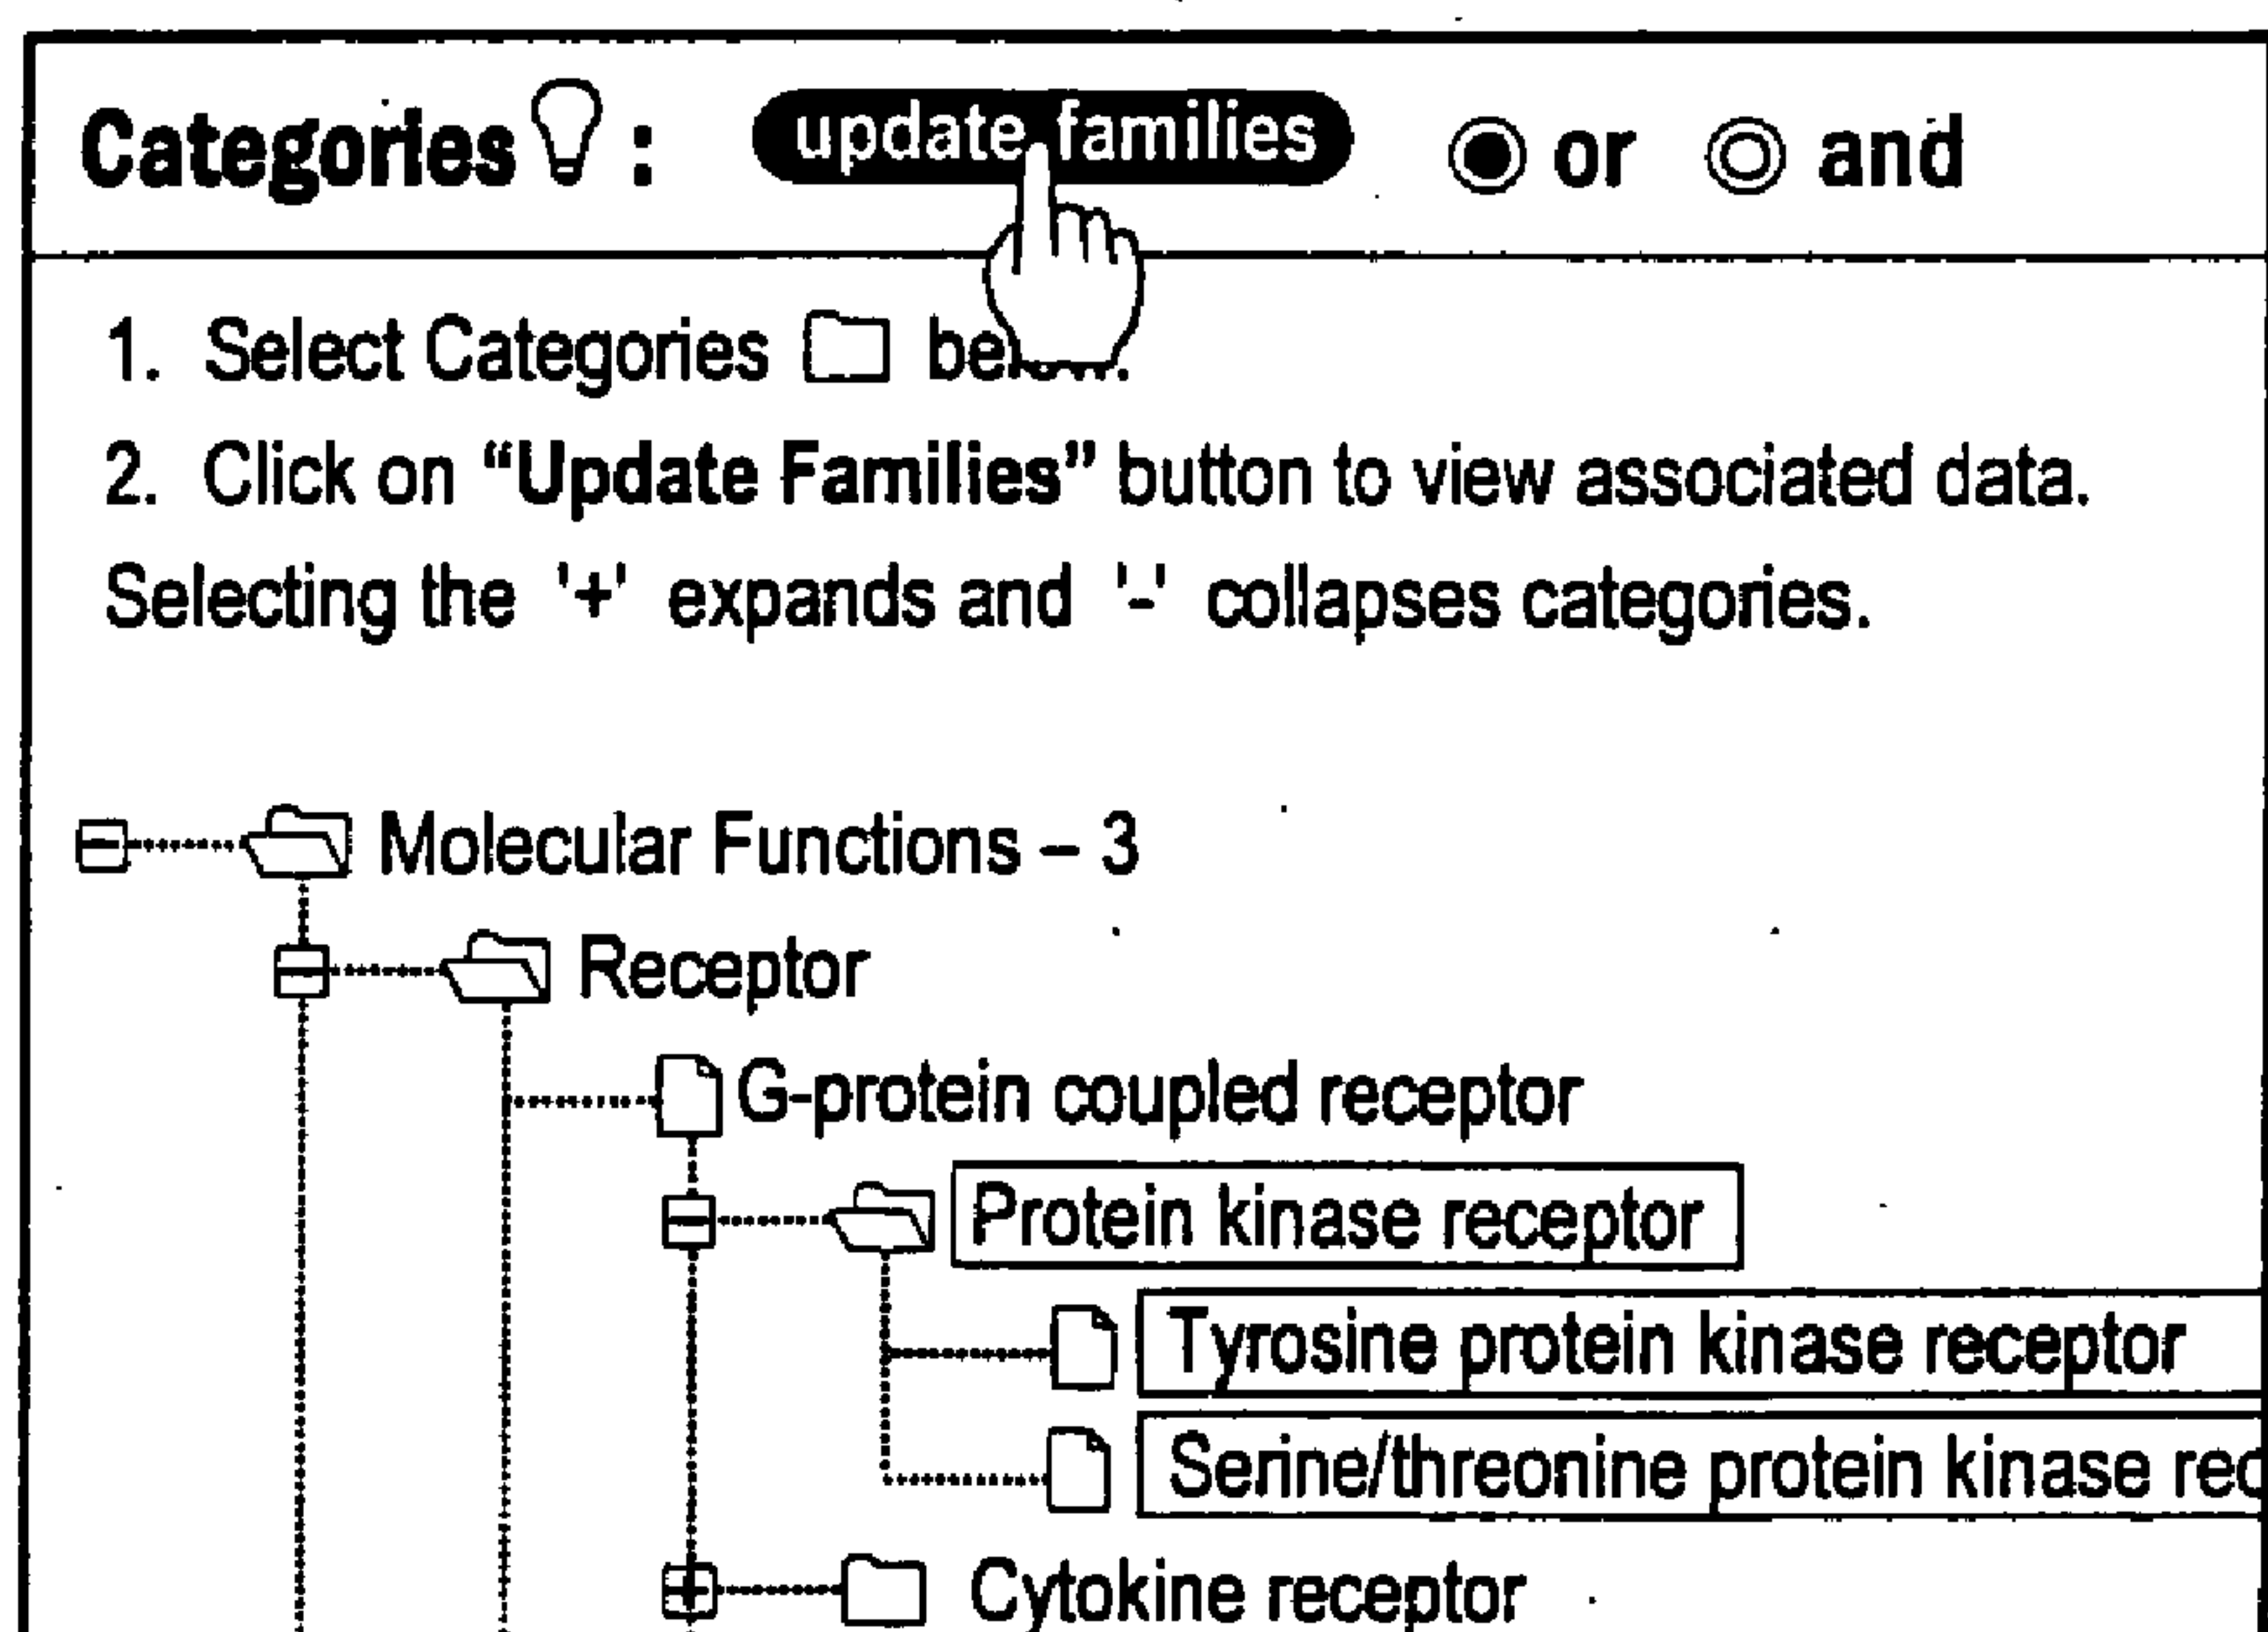 Categories : update families or and
1. Select Categories
2. Click on “Update Families” button to view associated data.
Selecting the '+' expands and '-' collapses categories.
Molecular Functions – 3
Receptor
G-protein coupled receptor
Protein kinase receptor
Tyrosine protein kinase receptor
Serine/threonine protein kinase
Cytokine receptor